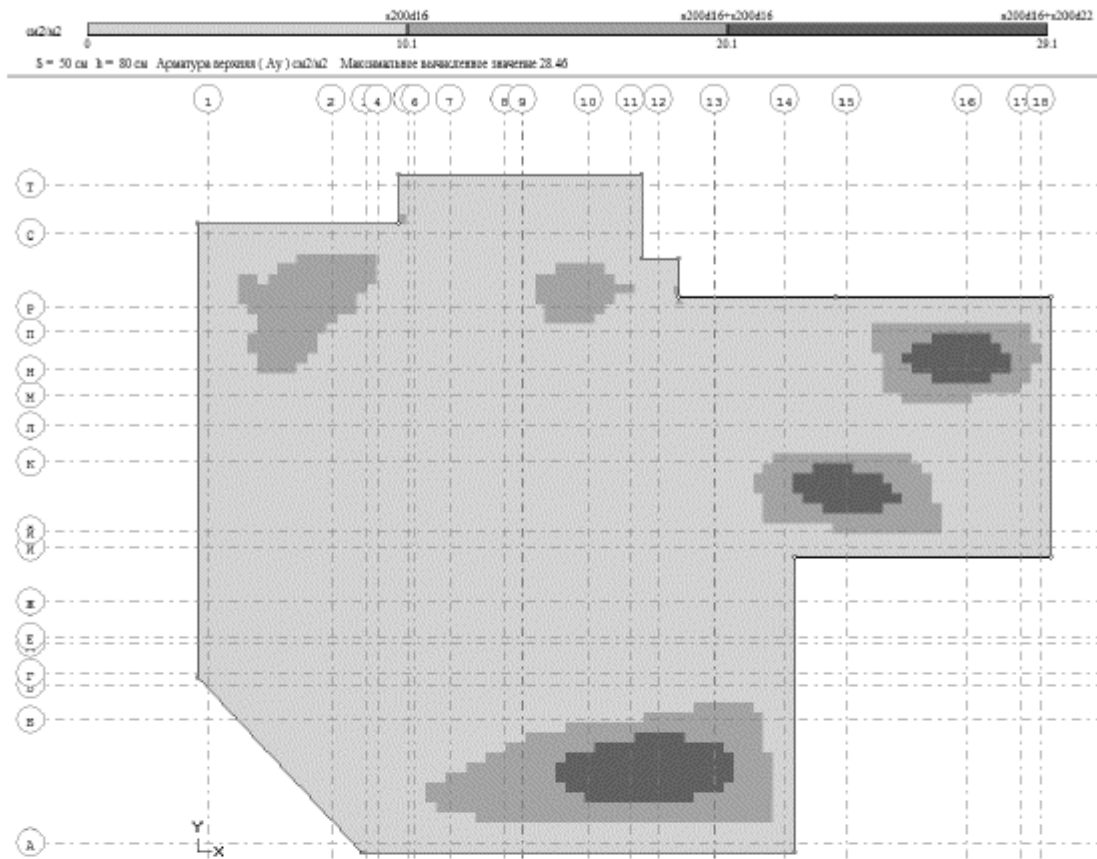 s200d16 s200d16+s200d16 s200d16+s200d22
см2/м2
0 10.1 20.1 29.1
S = 50 см h = 80 см Арматура верхняя ( Ay ) см2/м2 Максимальное вычисленное значение 28.46
1 2 4 6 7 8 9 10 11 12 13 14 15 16 17 18
Т
С
Р
П
Н
М
Л
К
Й
И
Ж
Е
Г
Б
А
Y
X